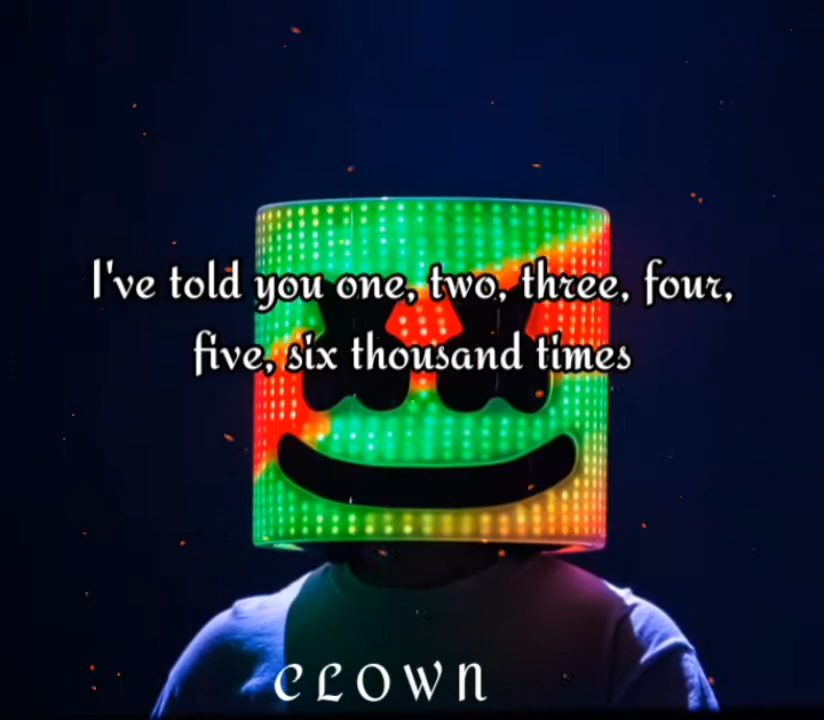 I've told you one, two, three, four,
five, six thousand times
CLOWN